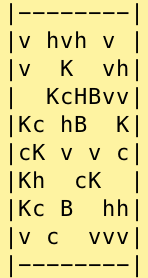 |--------|
|v hvh v |
|v  K  vh|
|  KcHBvv|
|Kc hB  K|
|cK v v c|
|Kh  cK  |
|Kc B  hh|
|v c  vvv|
|--------|